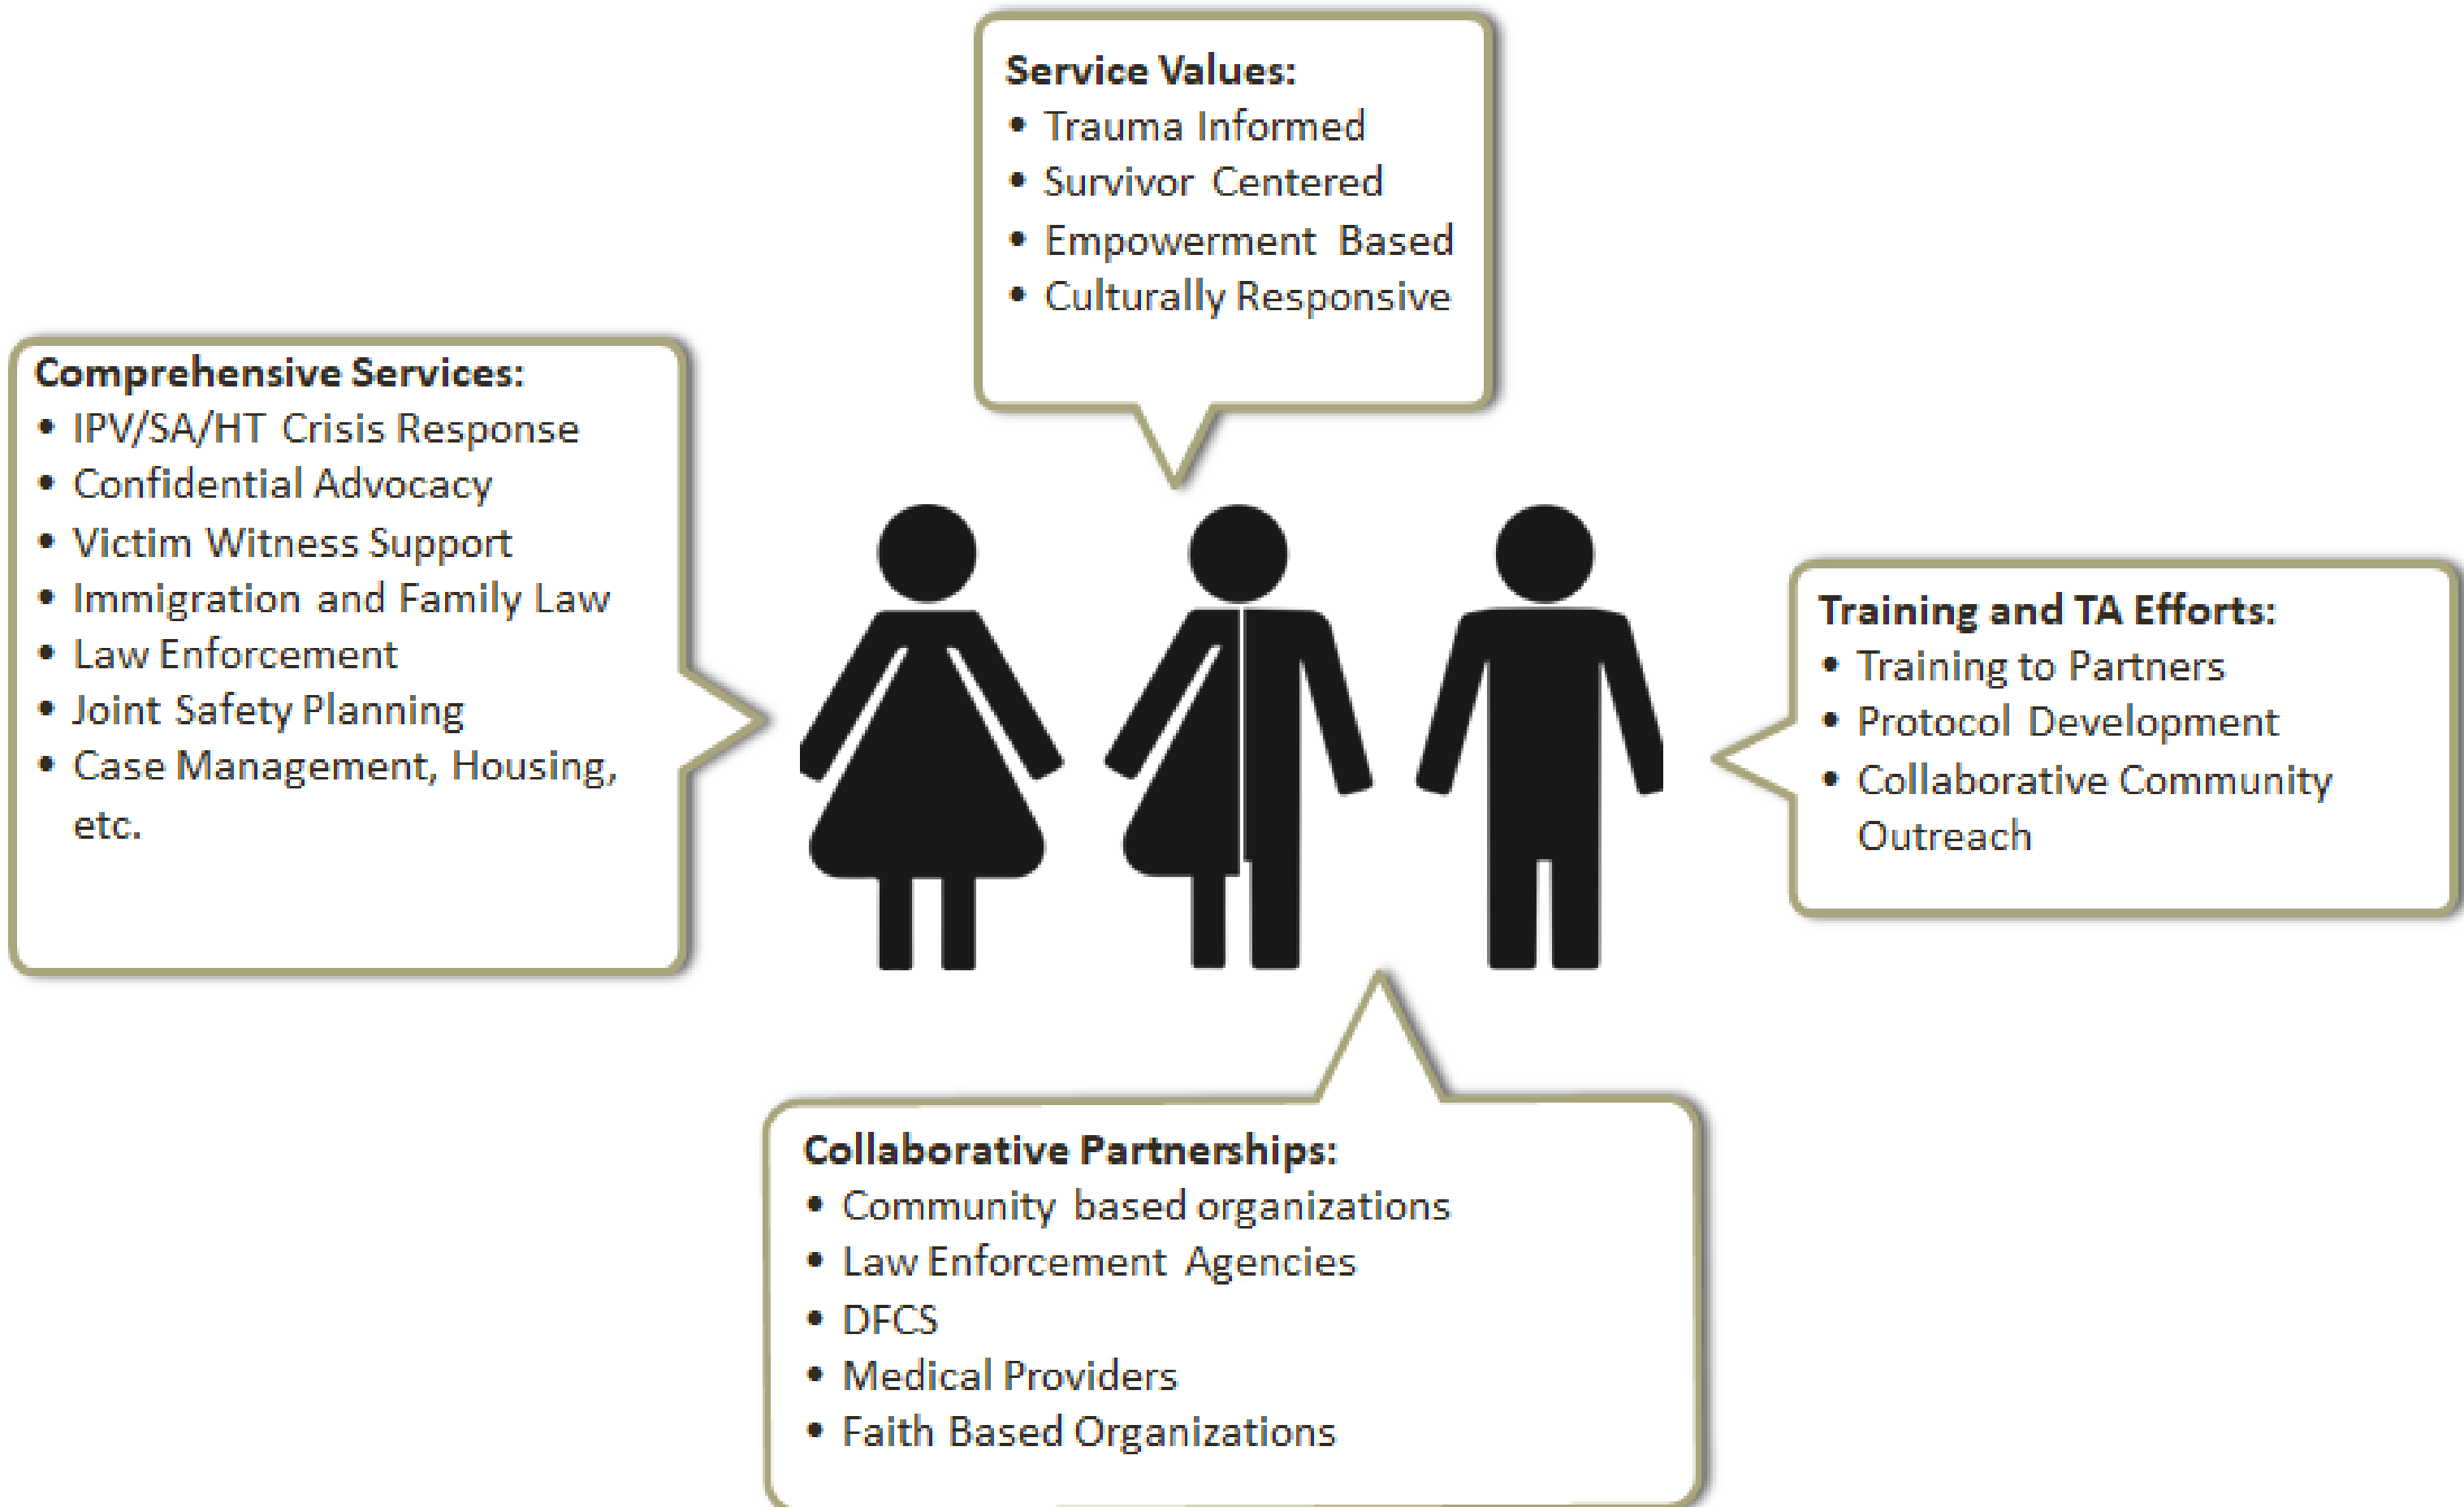 Service Values:
• Trauma Informed
• Survivor Centered
• Empowerment Based
• Culturally Responsive
Comprehensive Services:
• IPV/SA/HT Crisis Response
• Confidential Advocacy
• Victim Witness Support
• Immigration and Family Law
• Law Enforcement
• Joint Safety Planning
• Case Management, Housing,
etc.
Training and TA Efforts:
• Training to Partners
• Protocol Development
• Collaborative Community
Outreach
Collaborative Partnerships:
• Community based organizations
• Law Enforcement Agencies
• DFCS
• Medical Providers
• Faith Based Organizations